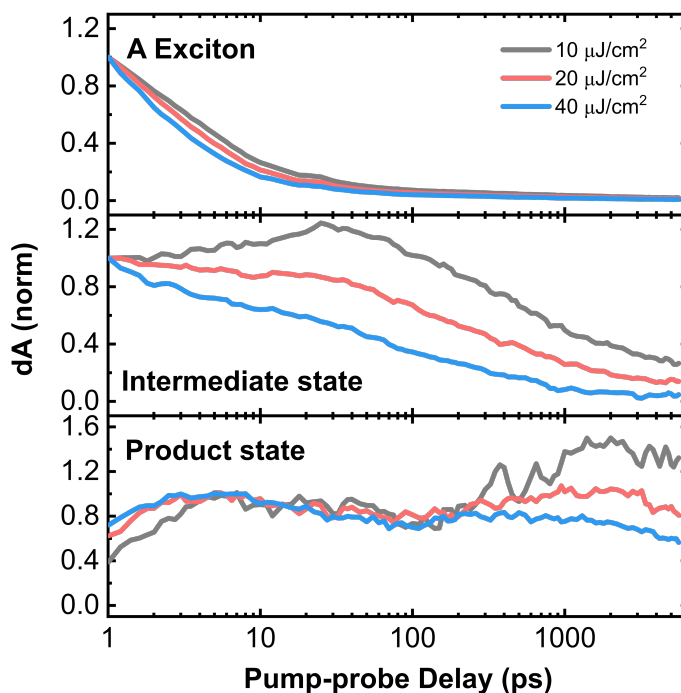 A Exciton
10 μJ/cm²
20 μJ/cm²
40 μJ/cm²
1.2
0.8
0.4
0.0
dA (norm)
1.2
0.8
0.4
0.0
Intermediate state
Product state
1.6
1.2
0.8
0.4
0.0
1 10 100 1000
Pump-probe Delay (ps)